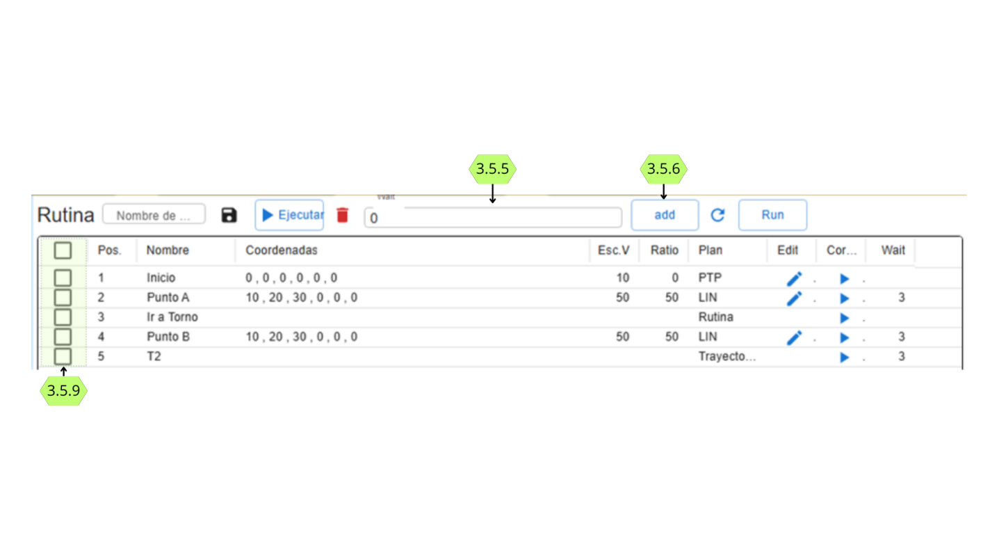 3.5.5 3.5.6
Wait
Rutina Nombre de ... Ejecutar 0 add Run
Pos. Nombre Coordenadas Esc.V Ratio Plan Edit Cor... Wait
1 Inicio 0 , 0 , 0 , 0 , 0 , 0 10 0 PTP . .
2 Punto A 10 , 20 , 30 , 0 , 0 , 0 50 50 LIN . . 3
3 Ir a Torno Rutina .
4 Punto B 10 , 20 , 30 , 0 , 0 , 0 50 50 LIN . . 3
5 T2 Trayecto... . 3
3.5.9